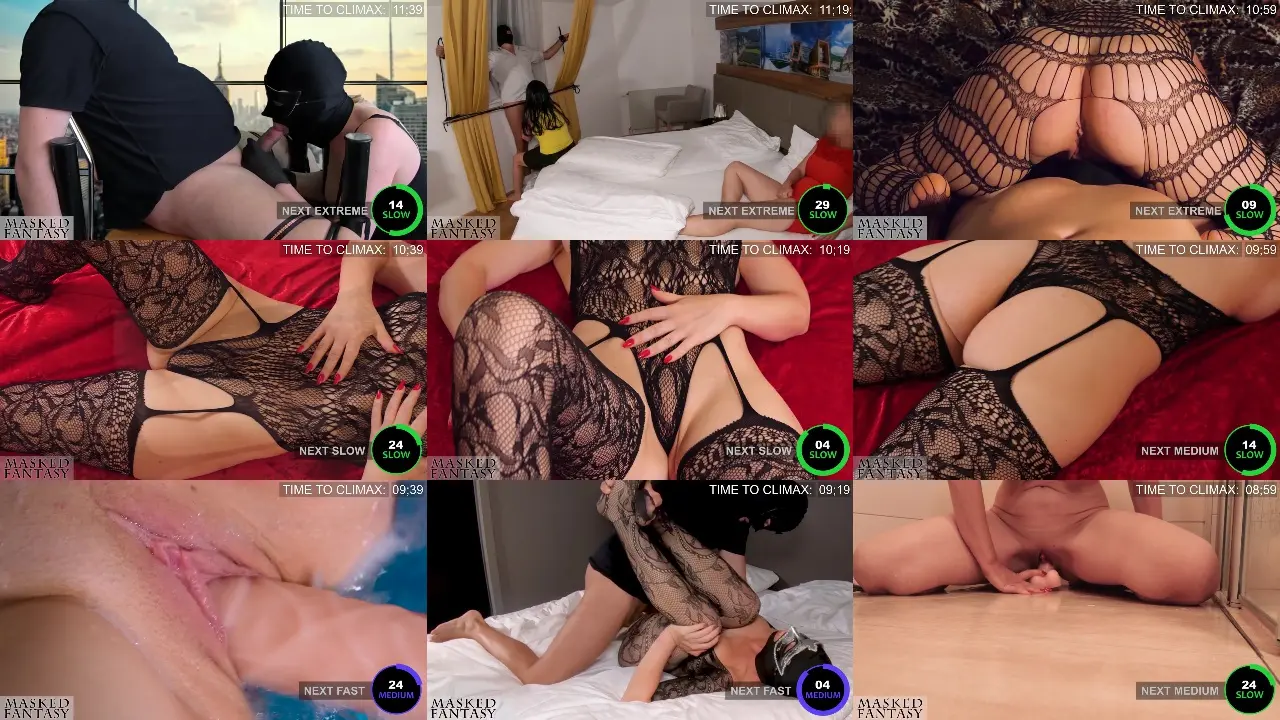 TIME TO CLIMAX: 11:39
14
SLOW
NEXT EXTREME
MASKED
FANTASY
TIME TO CLIMAX: 11;19
29
SLOW
NEXT EXTREME
MASKED
FANTASY
TIME TO CLIMAX: 10;59
09
SLOW
NEXT EXTREME
MASKED
FANTASY
TIME TO CLIMAX: 10;39
24
SLOW
NEXT SLOW
MASKED
FANTASY
TIME TO CLIMAX: 10;19
04
SLOW
NEXT SLOW
MASKED
FANTASY
TIME TO CLIMAX: 09;59
14
SLOW
NEXT MEDIUM
MASKED
FANTASY
TIME TO CLIMAX: 09;39
24
MEDIUM
NEXT FAST
MASKED
FANTASY
TIME TO CLIMAX: 09;19
04
MEDIUM
NEXT FAST
MASKED
FANTASY
TIME TO CLIMAX: 08;59
24
SLOW
NEXT MEDIUM
MASKED
FANTASY